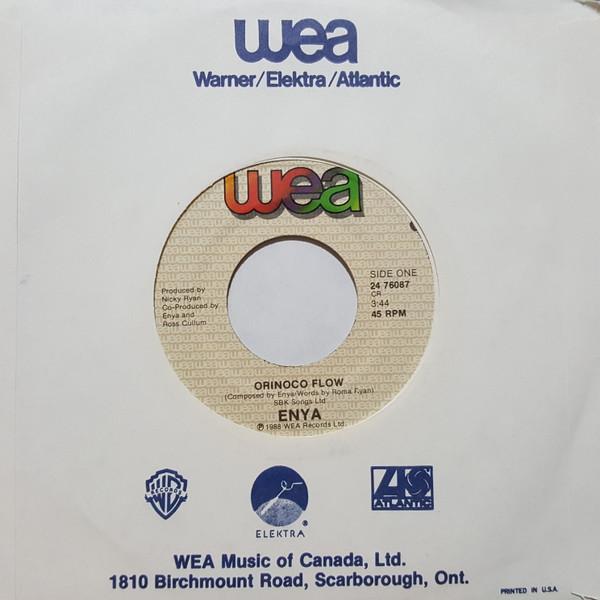 wea
Warner/Elektra/Atlantic
wea
SIDE ONE
24 76087
CR
3:44
45 RPM
Produced by
Nicky Ryan
Co-Produced by
Enya and
Ross Cullum
ORINOCO FLOW
(Composed by Enya/Words by Roma Ryan)
SBK Songs Ltd
ENYA
℗ 1988 WEA Records Ltd.
WB
RECORDS
ELEKTRA®
A
ATLANTIC
WEA Music of Canada, Ltd.
1810 Birchmount Road, Scarborough, Ont.
PRINTED IN U.S.A.